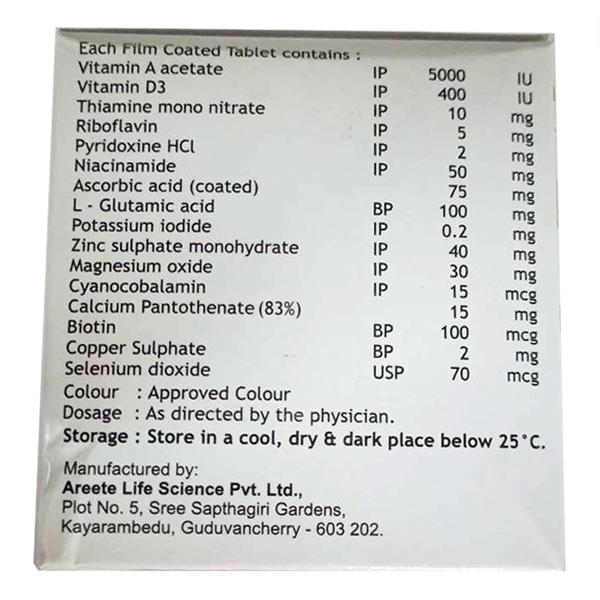 Each Film Coated Tablet contains :
Vitamin A acetate IP 5000 IU
Vitamin D3 IP 400 IU
Thiamine mono nitrate IP 10 mg
Riboflavin IP 5 mg
Pyridoxine HCl IP 2 mg
Niacinamide IP 50 mg
Ascorbic acid (coated) 75 mg
L - Glutamic acid BP 100 mg
Potassium iodide IP 0.2 mg
Zinc sulphate monohydrate IP 40 mg
Magnesium oxide IP 30 mg
Cyanocobalamin IP 15 mcg
Calcium Pantothenate (83%) 15 mg
Biotin BP 100 mcg
Copper Sulphate BP 2 mg
Selenium dioxide USP 70 mcg
Colour : Approved Colour
Dosage : As directed by the physician.
Storage : Store in a cool, dry & dark place below 25°C.
Manufactured by:
Areete Life Science Pvt. Ltd.,
Plot No. 5, Sree Sapthagiri Gardens,
Kayarambedu, Guduvancherry - 603 202.